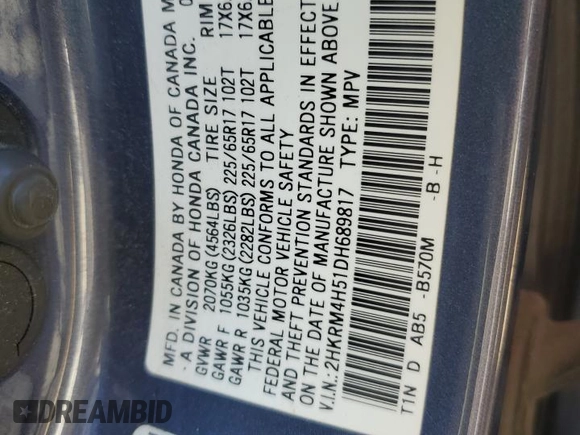 MFD. IN CANADA BY HONDA OF CANADA M
- A DIVISION OF HONDA CANADA INC.
GVWR 2070KG (4564LBS) TIRE SIZE RIM
GAWR F 1055KG (2326LBS) 225/65R17 102T 17X6
GAWR R 1035KG (2282LBS) 225/65R17 102T 17X6
THIS VEHICLE CONFORMS TO ALL APPLICABLE
FEDERAL MOTOR VEHICLE SAFETY
AND THEFT PREVENTION STANDARDS IN EFFECT
ON THE DATE OF MANUFACTURE SHOWN ABOVE
V.I.N.: 2HKRM4H51DH689817 TYPE: MPV
T1N D AB5 -B570M -B -H
DREAMBID